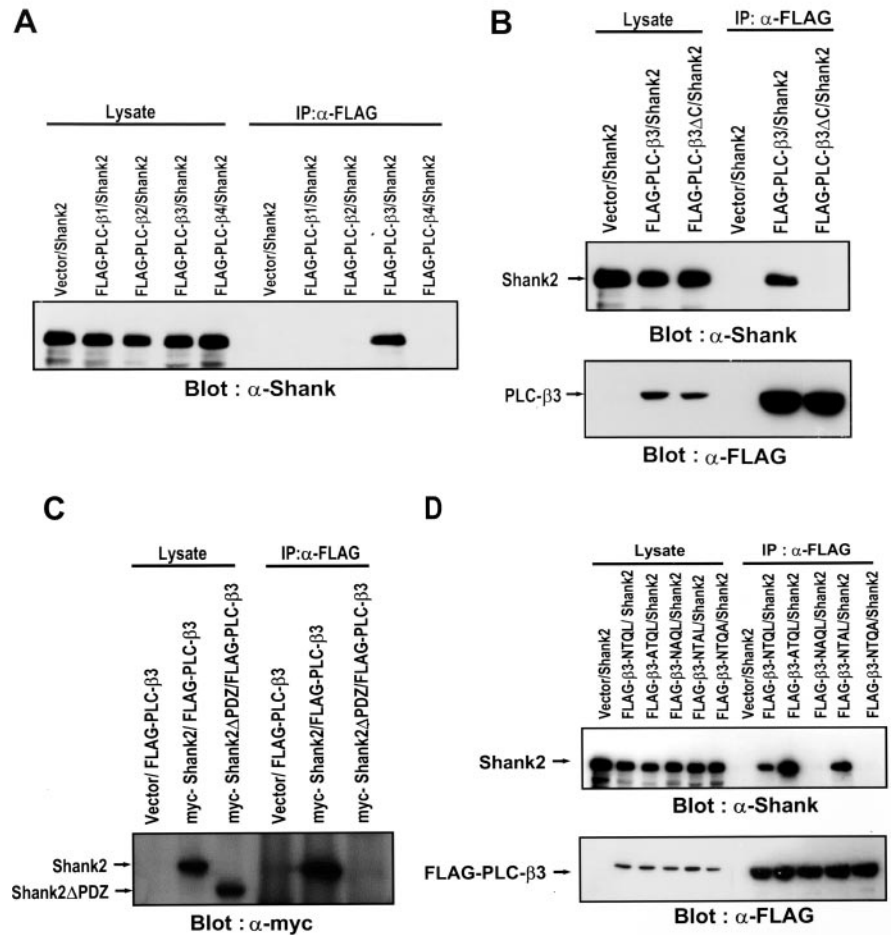 A
Lysate
IP:α-FLAG
Vector/Shank2
FLAG-PLC-β1/Shank2
FLAG-PLC-β2/Shank2
FLAG-PLC-β3/Shank2
FLAG-PLC-β4/Shank2
Vector/Shank2
FLAG-PLC-β1/Shank2
FLAG-PLC-β2/Shank2
FLAG-PLC-β3/Shank2
FLAG-PLC-β4/Shank2
Blot : α-Shank
B
Lysate
IP: α-FLAG
Vector/Shank2
FLAG-PLC-β3/Shank2
FLAG-PLC-β3ΔC/Shank2
Vector/Shank2
FLAG-PLC-β3/Shank2
FLAG-PLC-β3ΔC/Shank2
Shank2
Blot : α-Shank
PLC-β3
Blot : α-FLAG
C
Lysate
IP:α-FLAG
Vector/ FLAG-PLC-β3
myc- Shank2/ FLAG-PLC-β3
myc- Shank2ΔPDZ/FLAG-PLC-β3
Vector/ FLAG-PLC-β3
myc- Shank2/FLAG-PLC-β3
myc- Shank2ΔPDZ/FLAG-PLC-β3
Shank2
Shank2ΔPDZ
Blot : α-myc
D
Lysate
IP : α-FLAG
Vector/Shank2
FLAG-β3-NTQL/ Shank2
FLAG-β3-ATQL/Shank2
FLAG-β3-NAQL/ Shank2
FLAG-β3-NTAL/ Shank2
FLAG-β3-NTQA/Shank2
Vector/Shank2
FLAG-β3-NTQL/Shank2
FLAG-β3-ATQL/Shank2
FLAG-β3-NAQL/Shank2
FLAG-β3-NTAL/Shank2
FLAG-β3-NTQA/Shank2
Shank2
Blot : α-Shank
FLAG-PLC-β3
Blot : α-FLAG